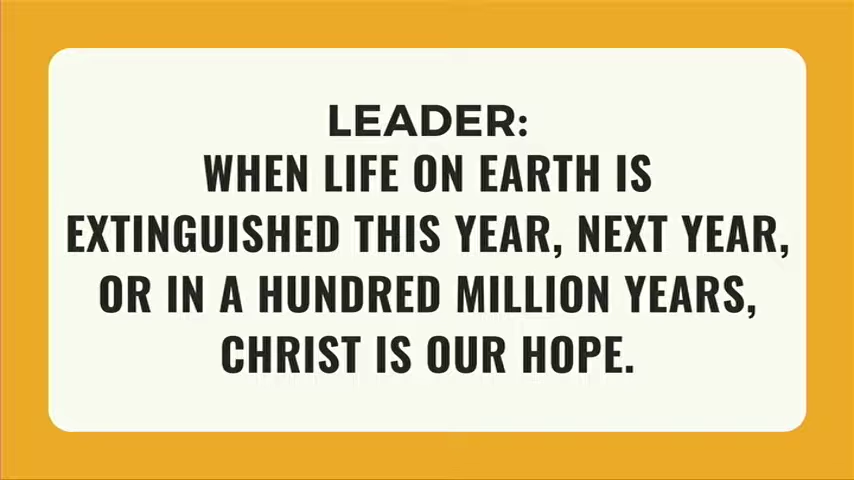 LEADER:
WHEN LIFE ON EARTH IS
EXTINGUISHED THIS YEAR, NEXT YEAR,
OR IN A HUNDRED MILLION YEARS,
CHRIST IS OUR HOPE.